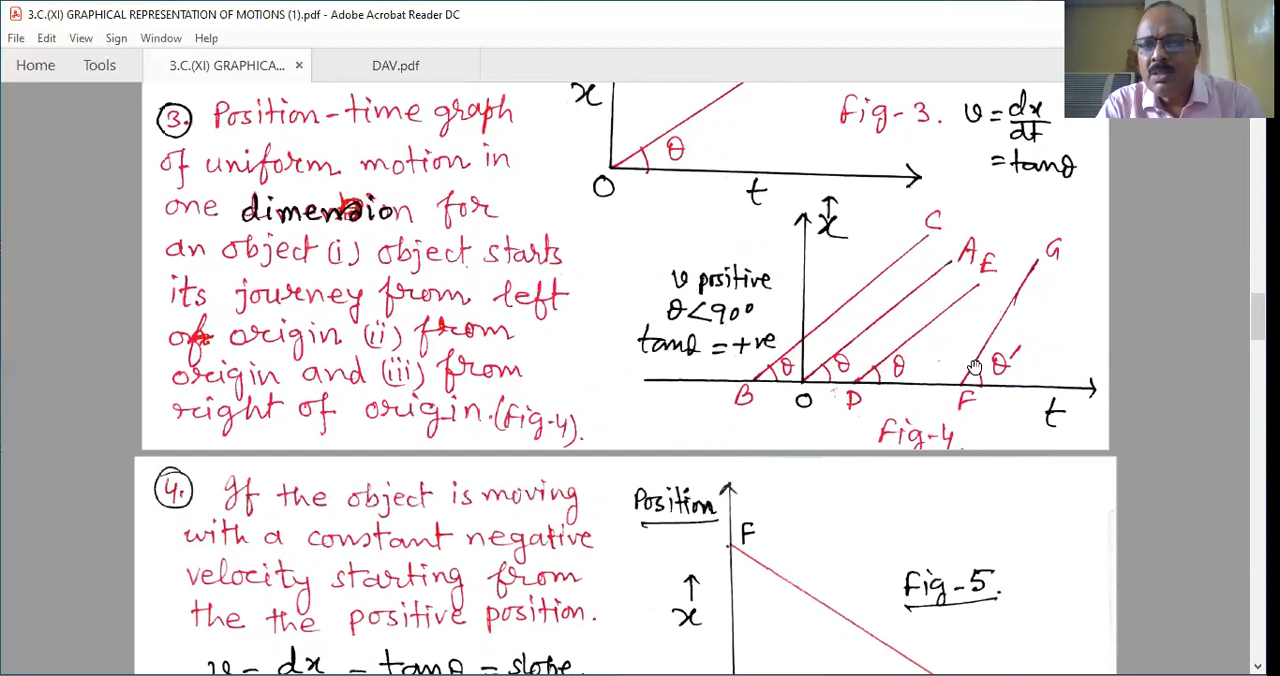 3.C.(XI) GRAPHICAL REPRESENTATION OF MOTIONS (1).pdf - Adobe Acrobat Reader DC
File Edit View Sign Window Help
Home Tools 3.C.(XI) GRAPHICA... × DAV.pdf
3. Position-time graph
of uniform motion in
one dimension for
an object (i) object starts
its journey from left
of origin (ii) from
origin and (iii) from
right of origin. (fig-4).
x
θ
O
t
Fig-3.
v = dx/dt
= tanθ
x
C
A
E
G
v positive
θ<90°
tanθ = +ve
θ θ θ θ'
B O D F
t
Fig-4.
4. If the object is moving
with a constant negative
velocity starting from
the the positive position.
v = dx = tanθ = slope
Position
F
x
Fig-5.